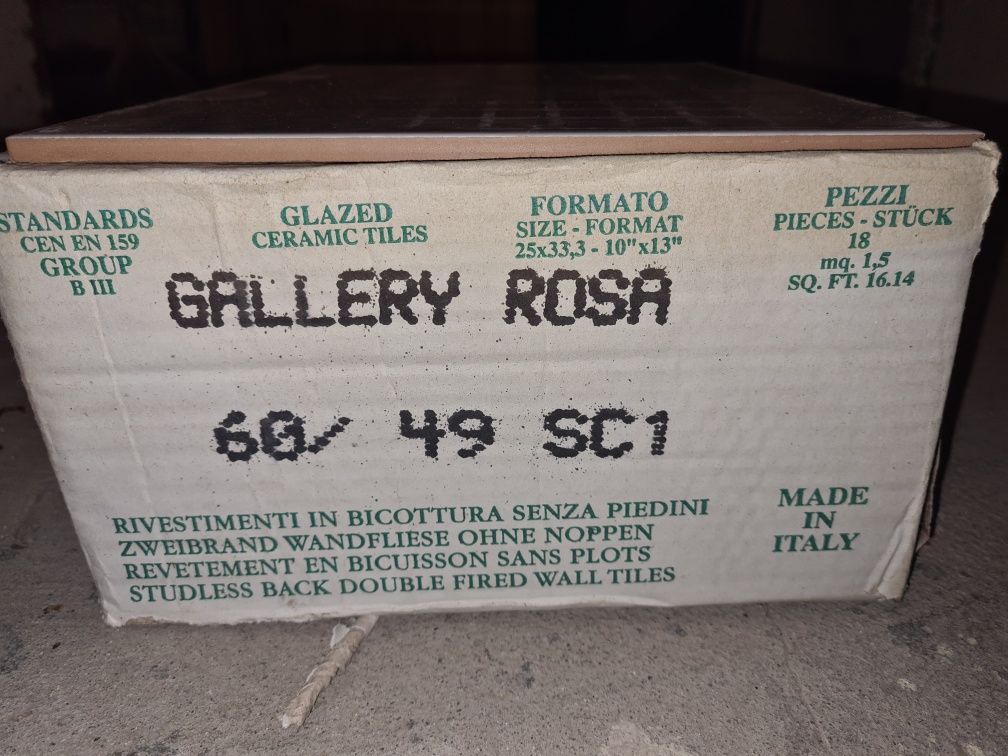 STANDARDS
CEN EN 159
GROUP
B III
GLAZED
CERAMIC TILES
FORMATO
SIZE - FORMAT
25x33,3 - 10"x13"
PEZZI
PIECES - STÜCK
18
mq. 1,5
SQ. FT. 16.14
GALLERY ROSA
60/ 49 SC1
RIVESTIMENTI IN BICOTTURA SENZA PIEDINI
ZWEIBRAND WANDFLIESE OHNE NOPPEN
REVETEMENT EN BICUISSON SANS PLOTS
STUDLESS BACK DOUBLE FIRED WALL TILES
MADE
IN
ITALY